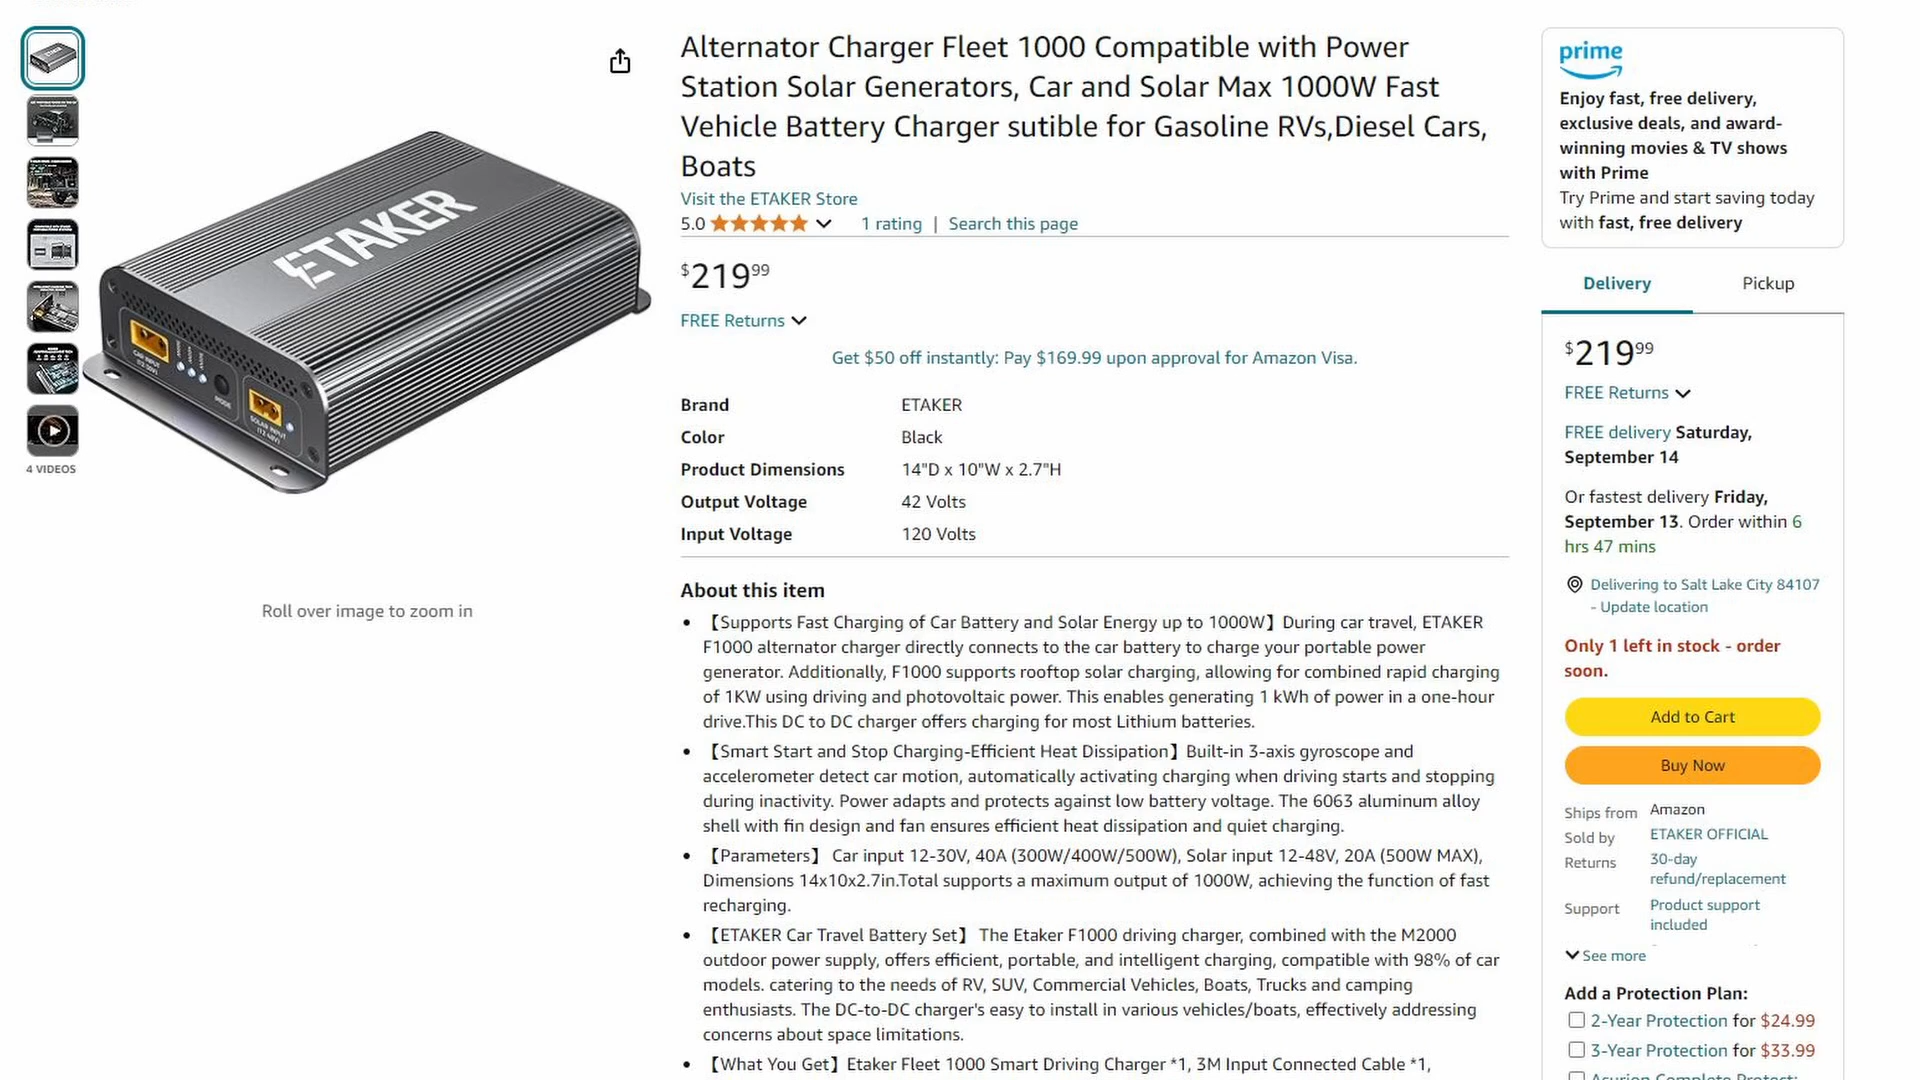 Alternator Charger Fleet 1000 Compatible with Power
Station Solar Generators, Car and Solar Max 1000W Fast
Vehicle Battery Charger sutible for Gasoline RVs,Diesel Cars,
Boats
Visit the ETAKER Store
5.0
1 rating | Search this page
$219.99
FREE Returns
Get $50 off instantly: Pay $169.99 upon approval for Amazon Visa.
Brand ETAKER
Color Black
Product Dimensions 14"D x 10"W x 2.7"H
Output Voltage 42 Volts
Input Voltage 120 Volts
About this item
【Supports Fast Charging of Car Battery and Solar Energy up to 1000W】During car travel, ETAKER
F1000 alternator charger directly connects to the car battery to charge your portable power
generator. Additionally, F1000 supports rooftop solar charging, allowing for combined rapid charging
of 1KW using driving and photovoltaic power. This enables generating 1 kWh of power in a one-hour
drive.This DC to DC charger offers charging for most Lithium batteries.
【Smart Start and Stop Charging-Efficient Heat Dissipation】Built-in 3-axis gyroscope and
accelerometer detect car motion, automatically activating charging when driving starts and stopping
during inactivity. Power adapts and protects against low battery voltage. The 6063 aluminum alloy
shell with fin design and fan ensures efficient heat dissipation and quiet charging.
【Parameters】 Car input 12-30V, 40A (300W/400W/500W), Solar input 12-48V, 20A (500W MAX),
Dimensions 14x10x2.7in.Total supports a maximum output of 1000W, achieving the function of fast
recharging.
【ETAKER Car Travel Battery Set】 The Etaker F1000 driving charger, combined with the M2000
outdoor power supply, offers efficient, portable, and intelligent charging, compatible with 98% of car
models. catering to the needs of RV, SUV, Commercial Vehicles, Boats, Trucks and camping
enthusiasts. The DC-to-DC charger's easy to install in various vehicles/boats, effectively addressing
concerns about space limitations.
【What You Get】Etaker Fleet 1000 Smart Driving Charger *1, 3M Input Connected Cable *1,
ETAKER
CAR INPUT
MODE
SOLAR INPUT
4 VIDEOS
Roll over image to zoom in
prime
Enjoy fast, free delivery,
exclusive deals, and award-
winning movies & TV shows
with Prime
Try Prime and start saving today
with fast, free delivery
Delivery
Pickup
$219.99
FREE Returns
FREE delivery Saturday,
September 14
Or fastest delivery Friday,
September 13. Order within 6
hrs 47 mins
Delivering to Salt Lake City 84107
- Update location
Only 1 left in stock - order
soon.
Add to Cart
Buy Now
Ships from Amazon
Sold by ETAKER OFFICIAL
Returns 30-day
refund/replacement
Support Product support
included
See more
Add a Protection Plan:
2-Year Protection for $24.99
3-Year Protection for $33.99